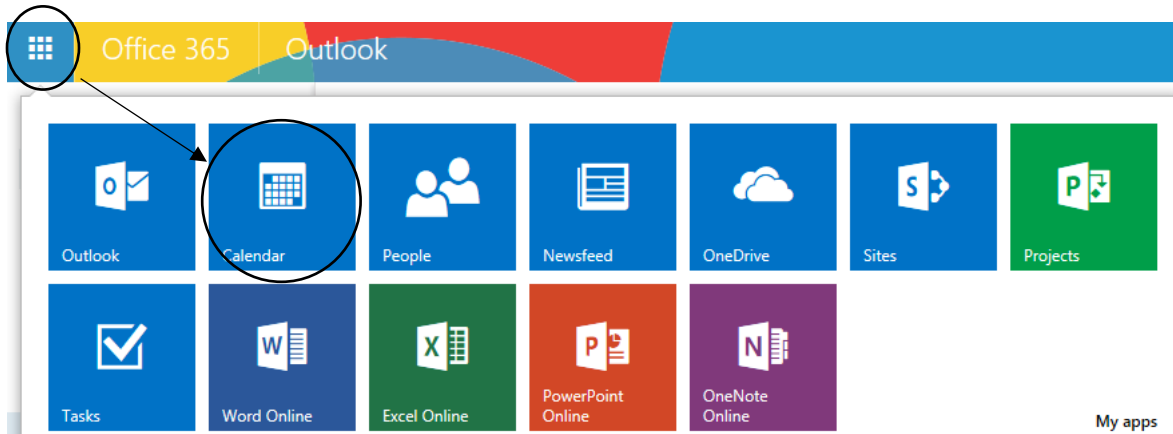 Office 365 Outlook
Outlook Calendar People Newsfeed OneDrive Sites Projects
Tasks Word Online Excel Online PowerPoint Online OneNote Online
My apps